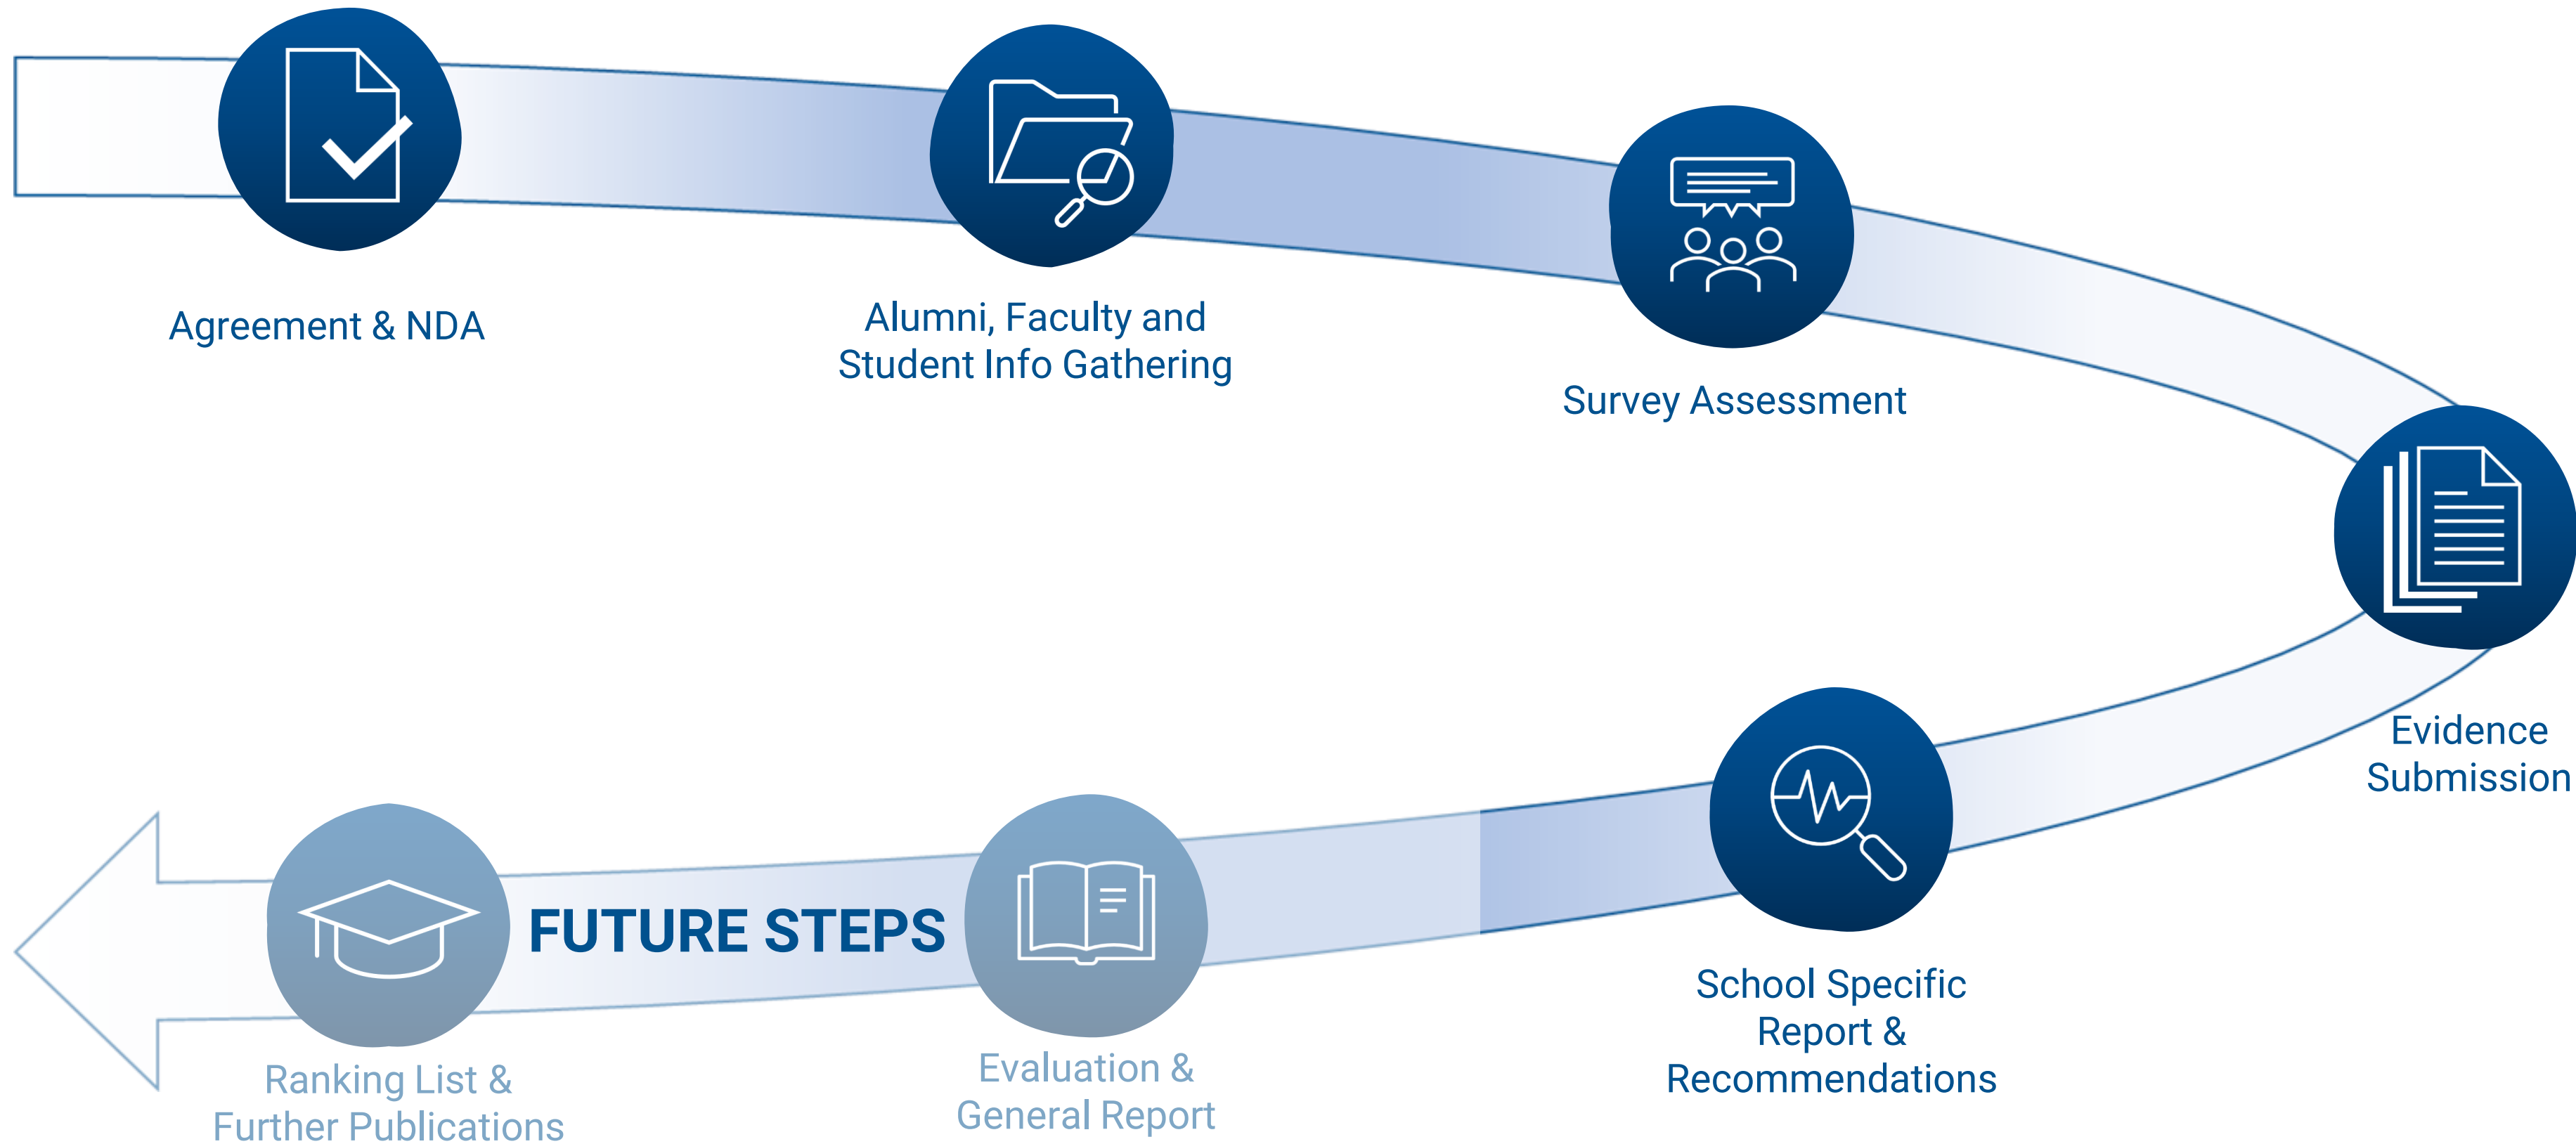 Agreement & NDA
Alumni, Faculty and
Student Info Gathering
Survey Assessment
Evidence
Submission
School Specific
Report &
Recommendations
Evaluation &
General Report
FUTURE STEPS
Ranking List &
Further Publications